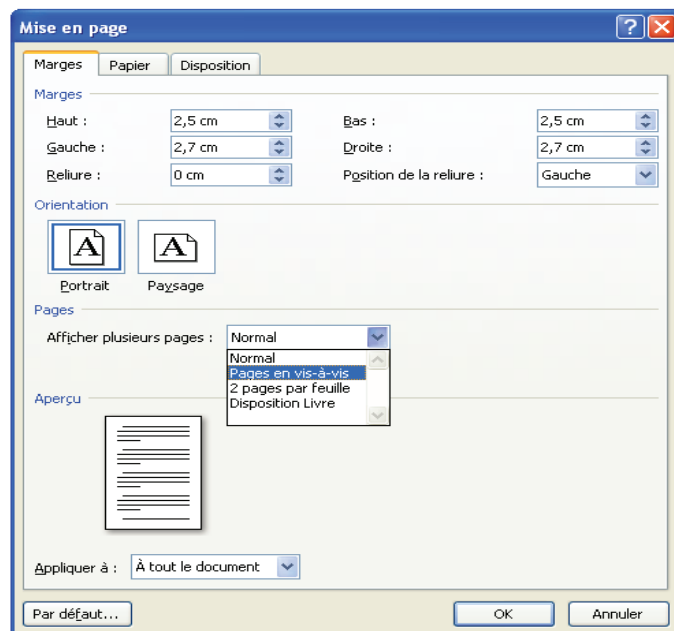 Mise en page
Marges Papier Disposition
Marges
Haut : 2,5 cm Bas : 2,5 cm
Gauche : 2,7 cm Droite : 2,7 cm
Reliure : 0 cm Position de la reliure : Gauche
Orientation
A A
Portrait Paysage
Pages
Afficher plusieurs pages : Normal
Normal
Pages en vis-à-vis
2 pages par feuille
Disposition Livre
Aperçu
Appliquer à : À tout le document
Par défaut... OK Annuler